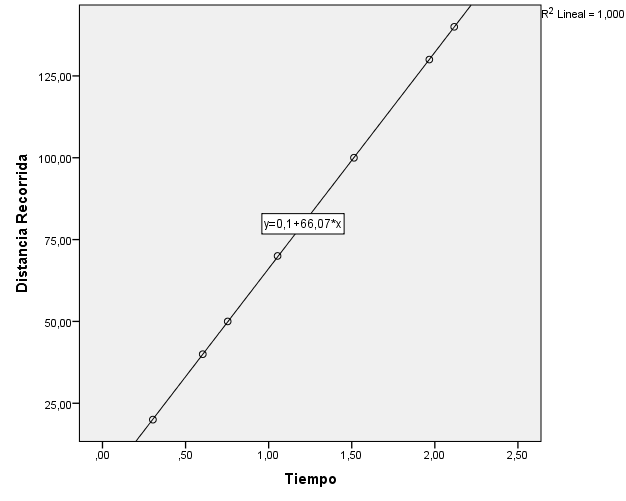 R2 Lineal = 1,000
Distancia Recorrida
125,00
100,00
75,00
50,00
25,00
y=0,1+66,07*x
,00
,50
1,00
1,50
2,00
2,50
Tiempo